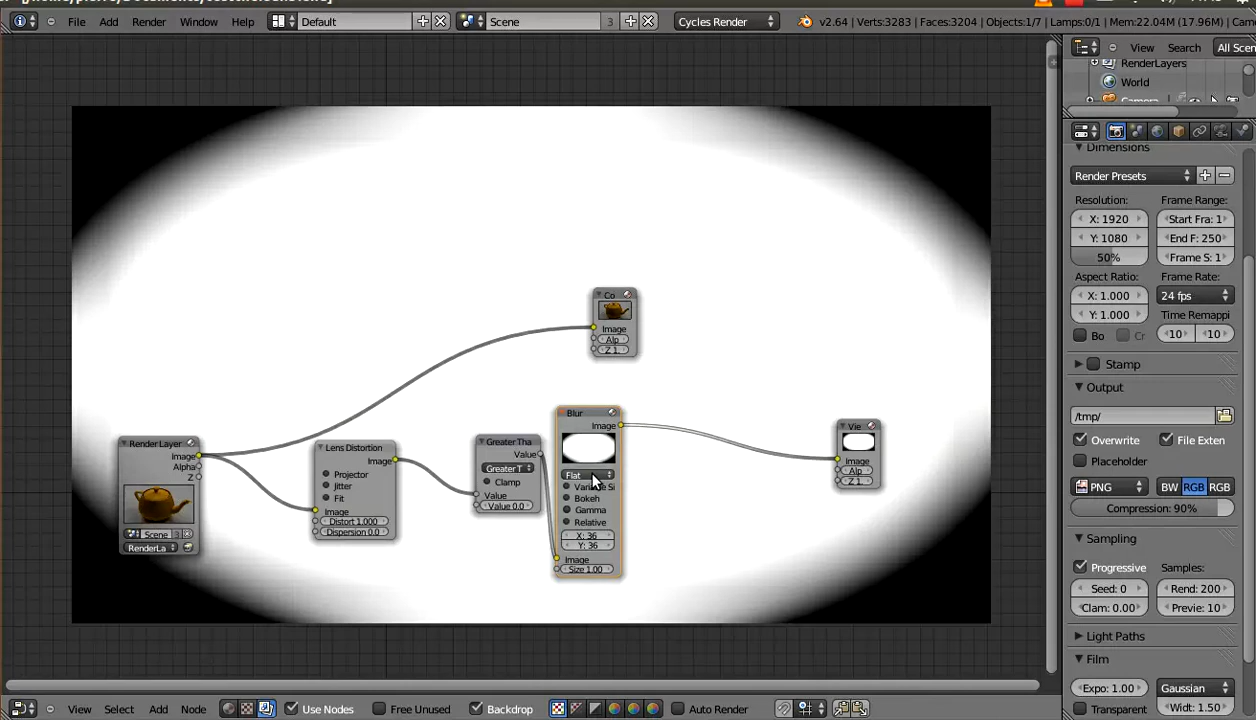 File Add Render Window Help Default Scene 3 Cycles Render v2.64 | Verts:3283 | Faces:3204 | Objects:1/7 | Lamps:0/1 | Mem:22.04M (17.96M) | Cam
View Search All Scen
RenderLayers
World
Camera
Dimensions
Render Presets
Resolution: Frame Range:
X: 1920 Start Fra: 1
Y: 1080 End F: 250
50% Frame S: 1
Aspect Ratio: Frame Rate:
X: 1.000 24 fps
Y: 1.000 Time Remappi
Bo Cr 10 10
Stamp
Output
/tmp/
Overwrite File Exten
Placeholder
PNG BW RGB RGB
Compression: 90%
Sampling
Progressive Samples:
Seed: 0 Rend: 200
Clam: 0.00 Previe: 10
Light Paths
Film
Expo: 1.00 Gaussian
Transparent Widt: 1.50
Co
Image
Alp
Z 1.
Render Layer
Image
Alpha
Z
Scene 3
RenderLa
Lens Distortion
Image
Projector
Jitter
Fit
Image
Distort 1.000
Dispersion 0.0
Greater Tha
Value
Greater T
Clamp
Value
Value 0.0
Blur
Image
Flat
Variable Si
Bokeh
Gamma
Relative
X: 36
Y: 36
Image
Size 1.00
Vie
Image
Alp
Z 1.
View Select Add Node Use Nodes Free Unused Backdrop Auto Render